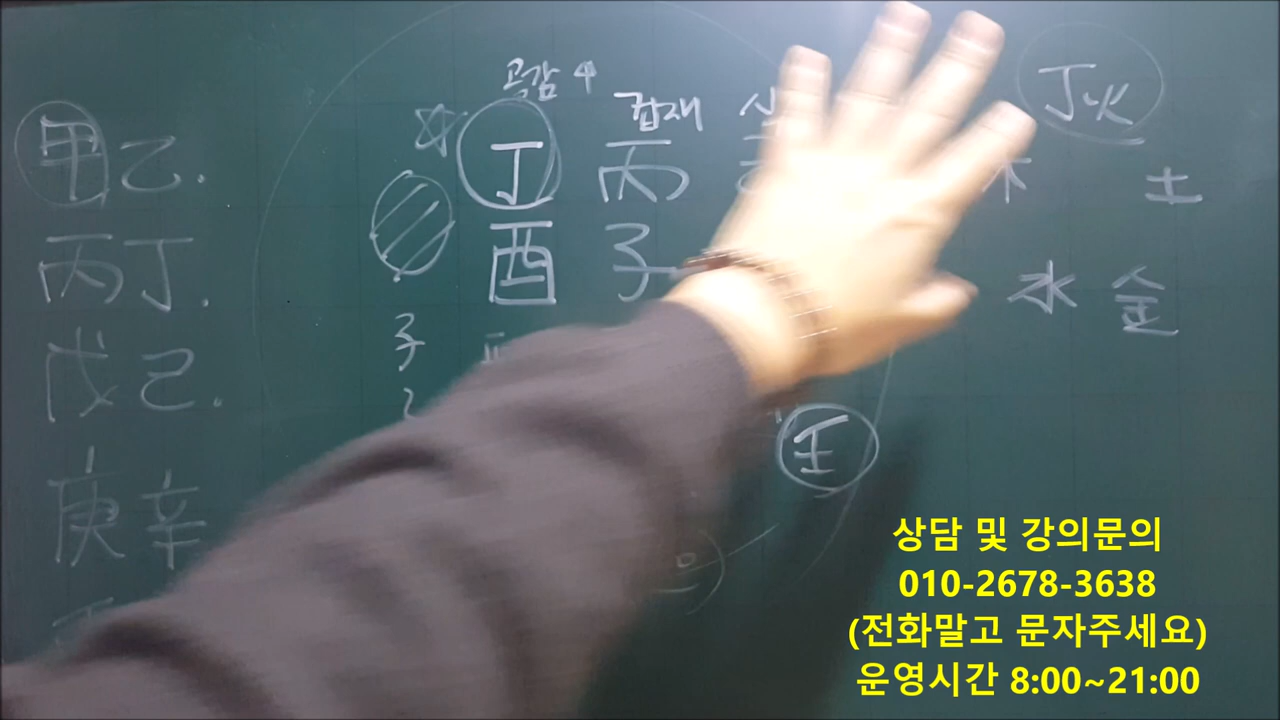 공감
겁재
丁火
甲乙.
丁 丙
木 土
丙丁.
酉 子
水 金
子
戊己.
壬
庚辛
상담 및 강의문의
010-2678-3638
(전화말고 문자주세요)
운영시간 8:00~21:00